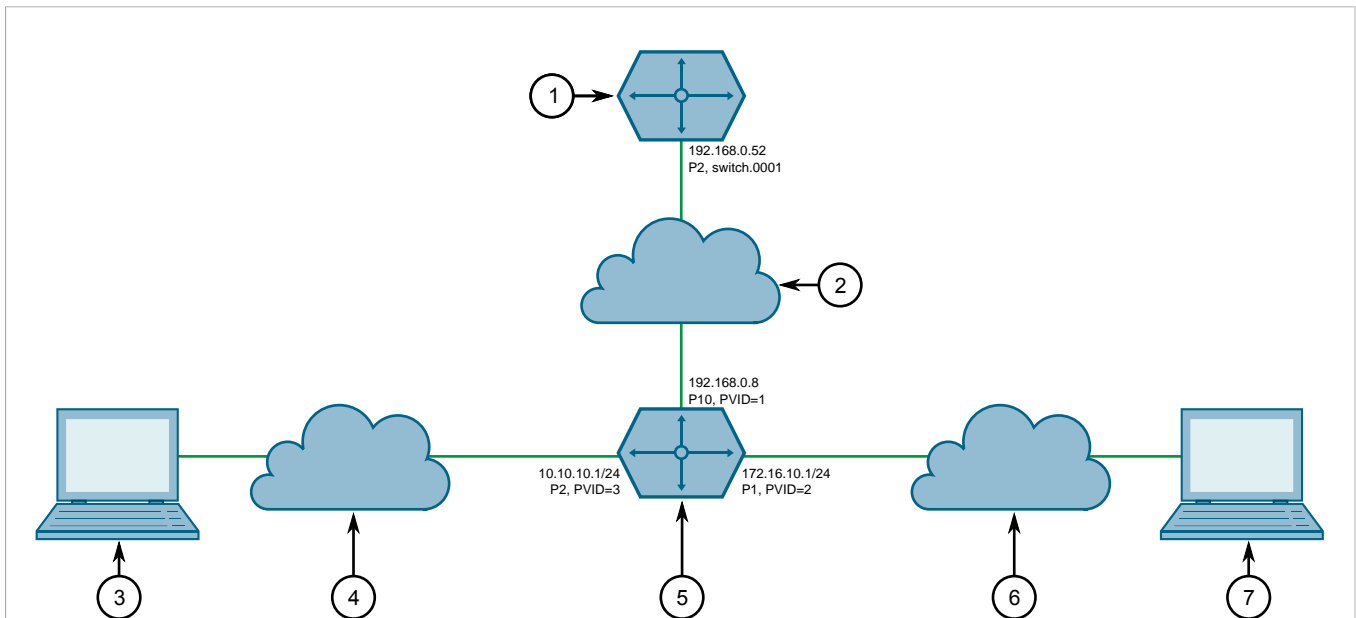 1
192.168.0.52
P2, switch.0001
2
192.168.0.8
P10, PVID=1
10.10.10.1/24
P2, PVID=3
172.16.10.1/24
P1, PVID=2
3
4
5
6
7